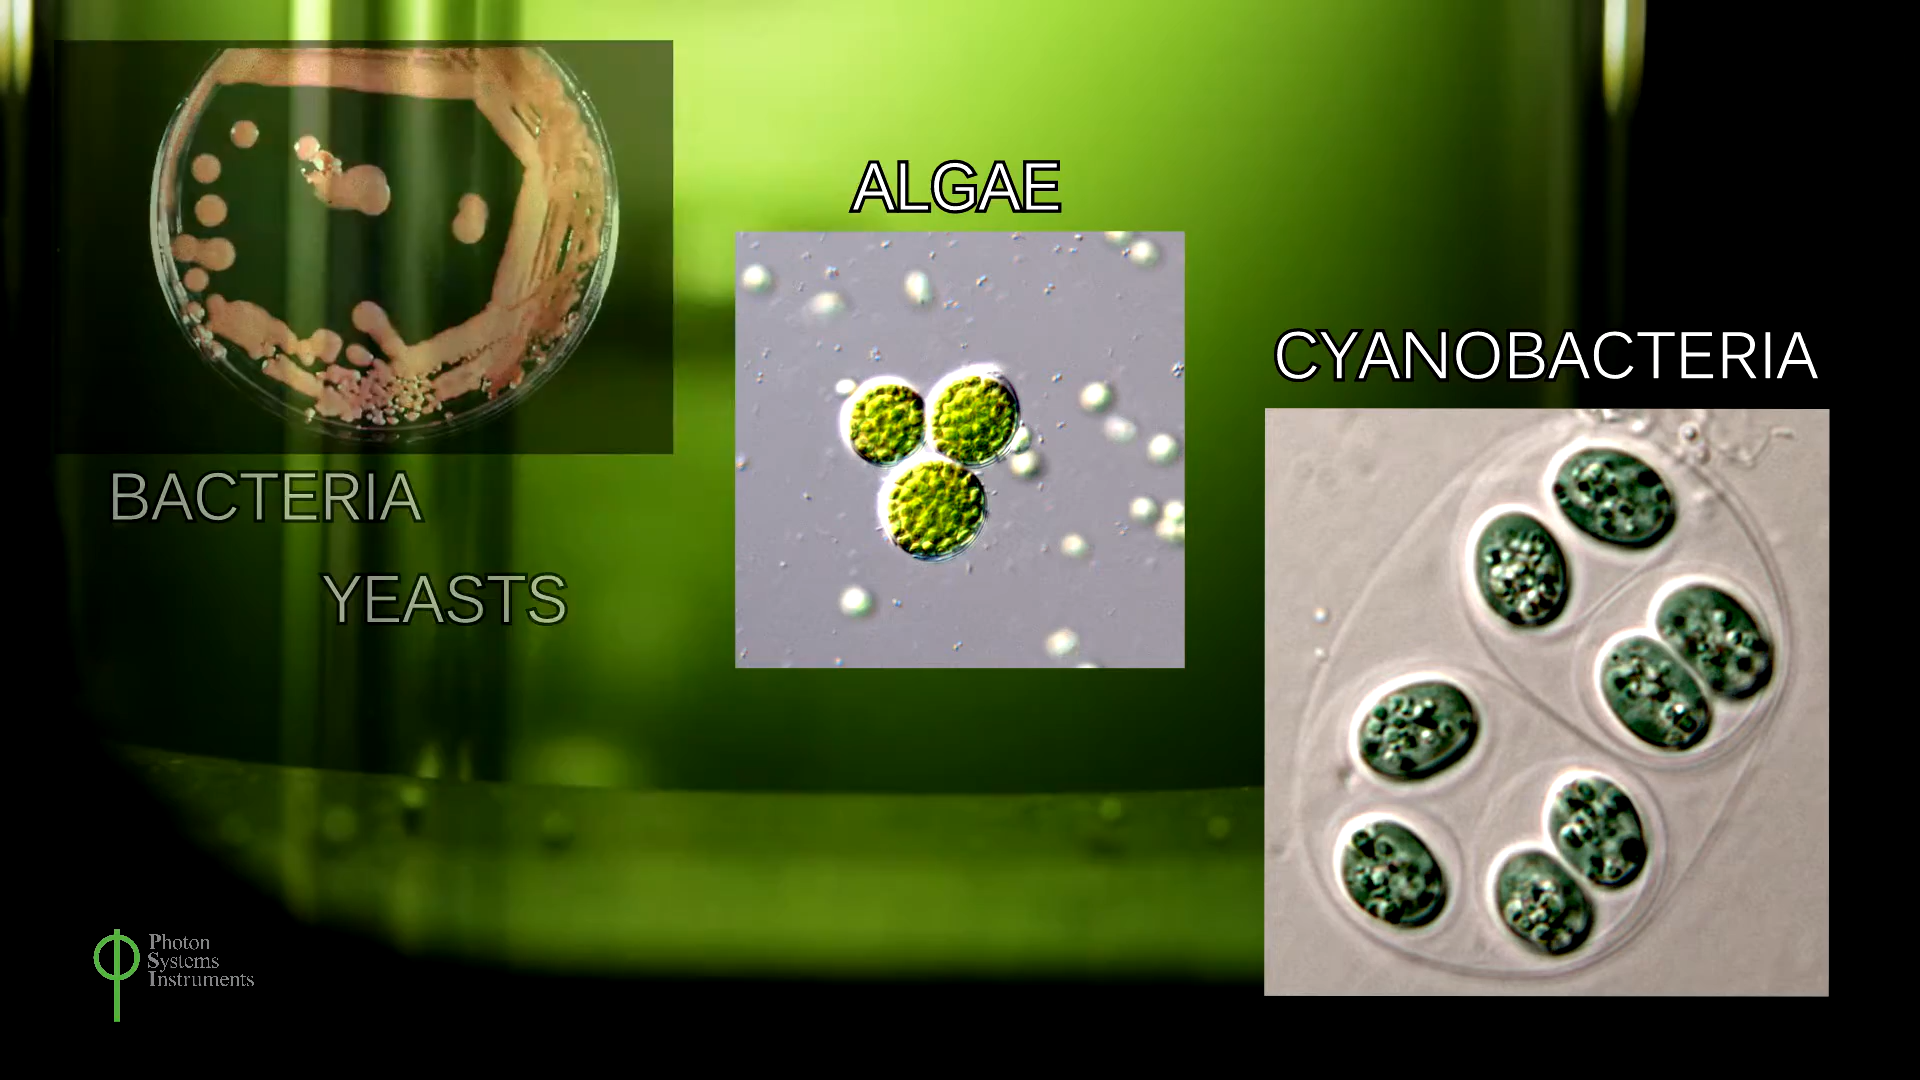 ALGAE
CYANOBACTERIA
BACTERIA
YEASTS
Photon
Systems
Instruments